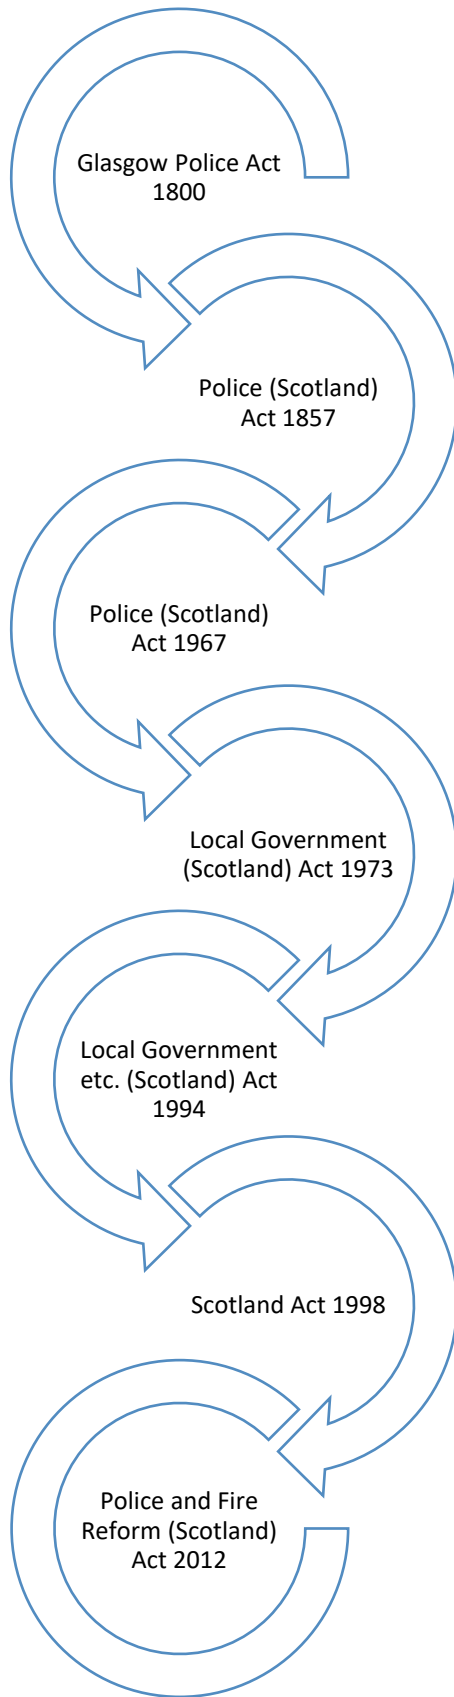 Glasgow Police Act
1800
Police (Scotland)
Act 1857
Police (Scotland)
Act 1967
Local Government
(Scotland) Act 1973
Local Government
etc. (Scotland) Act
1994
Scotland Act 1998
Police and Fire
Reform (Scotland)
Act 2012